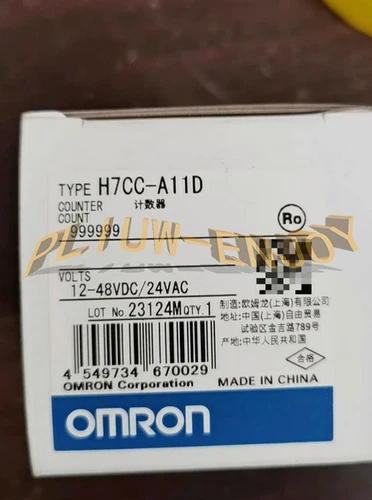 TYPE H7CC-A11D
COUNTER 计数器
COUNT
999999
Ro
PLIUW-ENJOY
VOLTS
12-48VDC/24VAC
LOT No.23124M QTY.1
制造:欧姆龙(上海)有限公司
地址:中国(上海)自由贸易
试验区金吉路789号
产地:中华人民共和国
4 549734 670029
合格
OMRON Corporation
MADE IN CHINA
OMRON